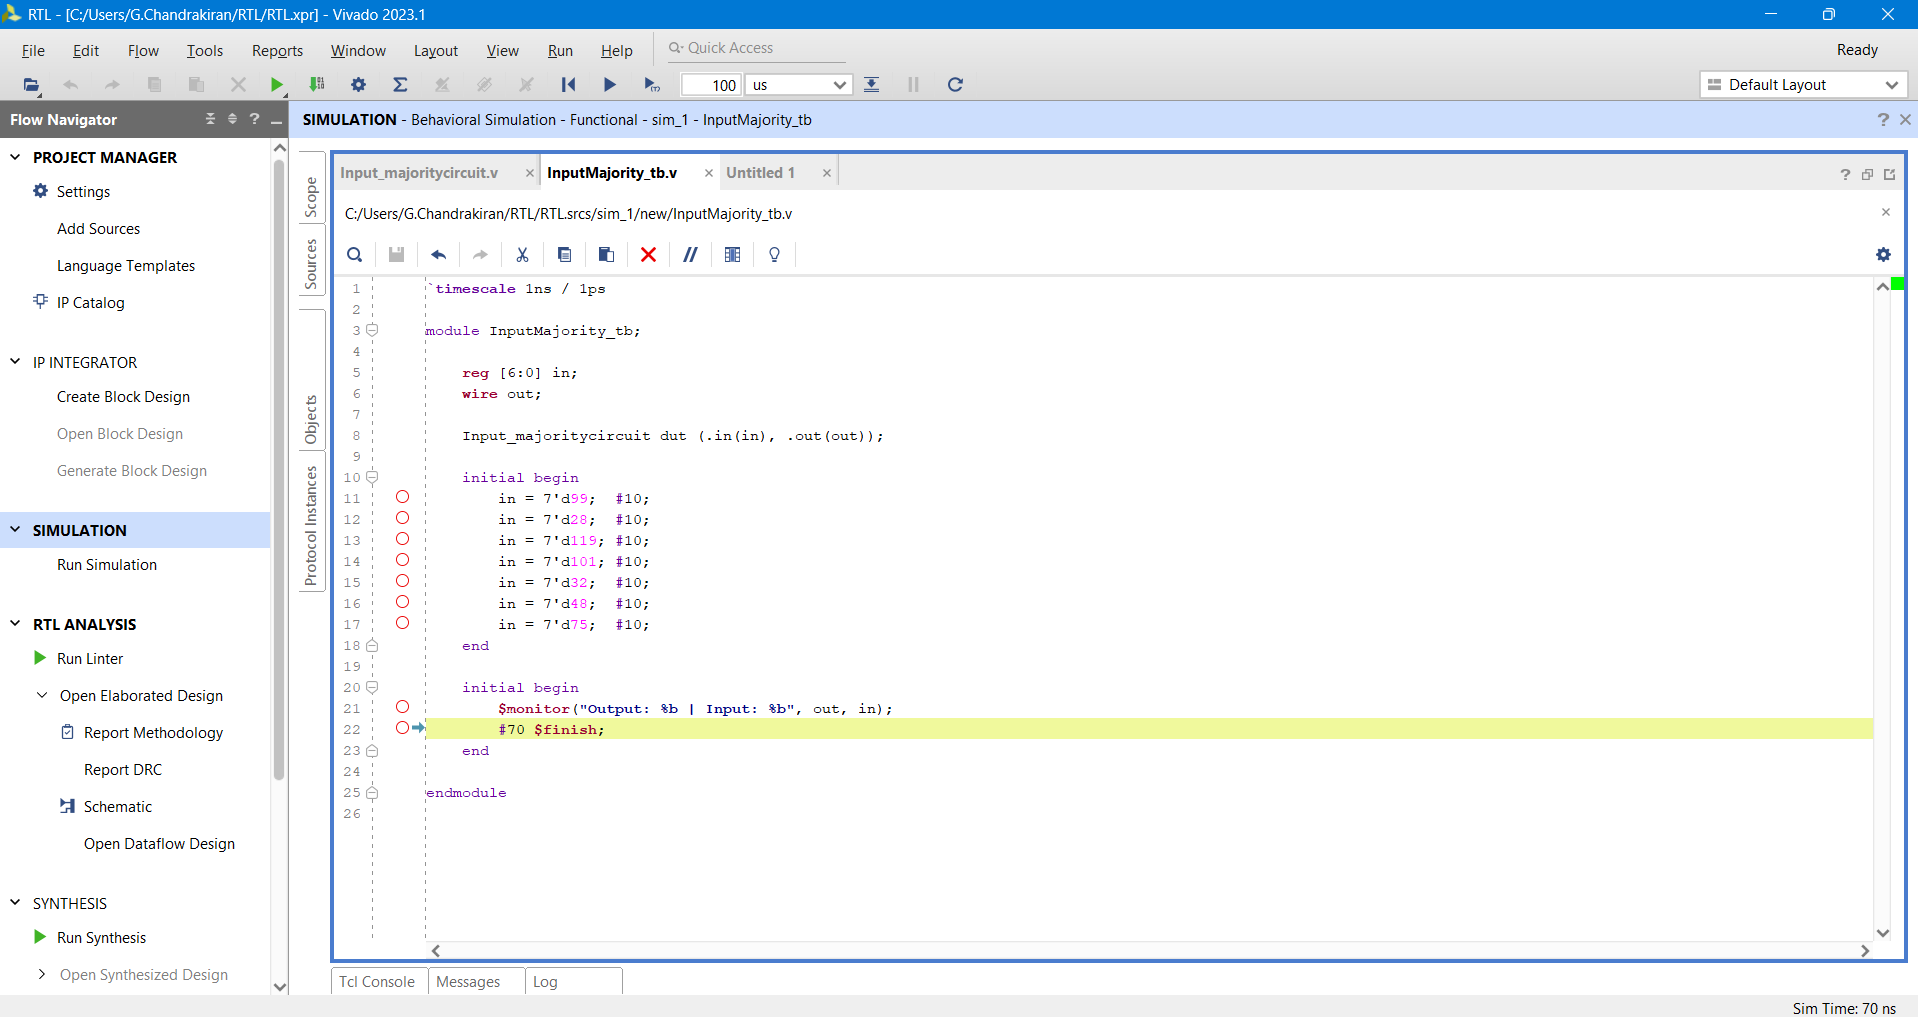 RTL - [C:/Users/G.Chandrakiran/RTL/RTL.xpr] - Vivado 2023.1
File Edit Flow Tools Reports Window Layout View Run Help Quick Access Ready
100 us Default Layout
Flow Navigator
PROJECT MANAGER
Settings
Add Sources
Language Templates
IP Catalog
IP INTEGRATOR
Create Block Design
Open Block Design
Generate Block Design
SIMULATION
Run Simulation
RTL ANALYSIS
Run Linter
Open Elaborated Design
Report Methodology
Report DRC
Schematic
Open Dataflow Design
SYNTHESIS
Run Synthesis
Open Synthesized Design
SIMULATION - Behavioral Simulation - Functional - sim_1 - InputMajority_tb
Scope
Sources
Objects
Protocol Instances
Input_majoritycircuit.v InputMajority_tb.v Untitled 1
C:/Users/G.Chandrakiran/RTL/RTL.srcs/sim_1/new/InputMajority_tb.v
1 `timescale 1ns / 1ps
2
3 module InputMajority_tb;
4
5 reg [6:0] in;
6 wire out;
7
8 Input_majoritycircuit dut (.in(in), .out(out));
9
10 initial begin
11 in = 7'd99; #10;
12 in = 7'd28; #10;
13 in = 7'd119; #10;
14 in = 7'd101; #10;
15 in = 7'd32; #10;
16 in = 7'd48; #10;
17 in = 7'd75; #10;
18 end
19
20 initial begin
21 $monitor("Output: %b | Input: %b", out, in);
22 #70 $finish;
23 end
24
25 endmodule
26
Tcl Console Messages Log
Sim Time: 70 ns